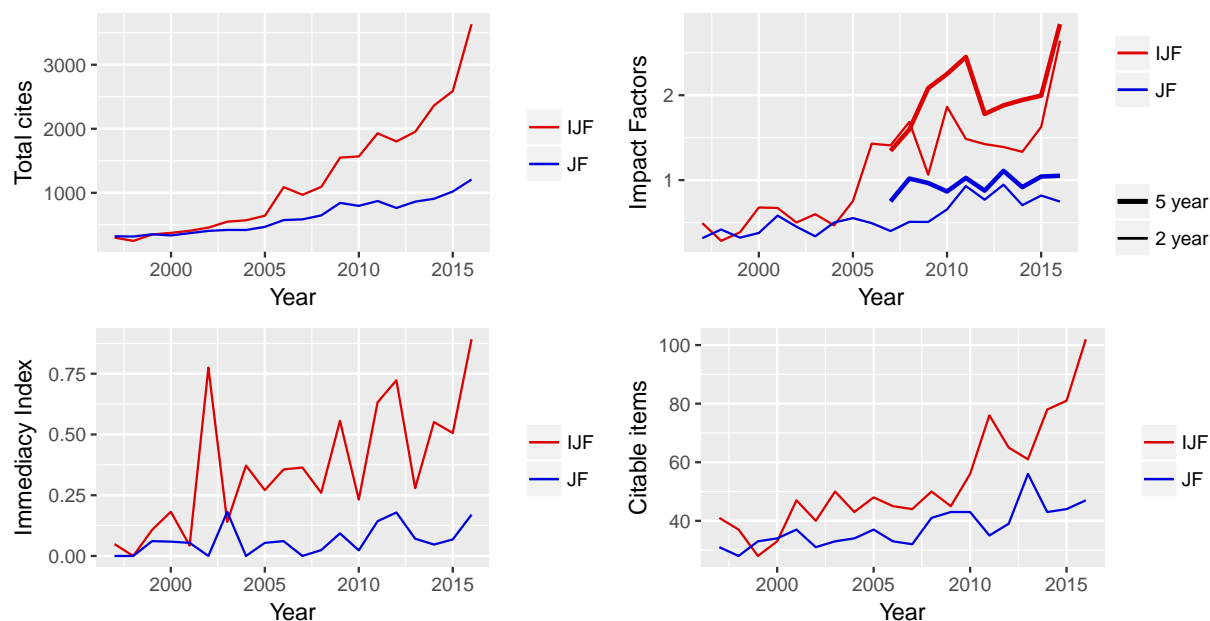 Total cites
3000
2000
1000
2000
2005
2010
2015
Year
IJF
JF
Impact Factors
2
1
2000
2005
2010
2015
Year
IJF
JF
5 year
2 year
Immediacy Index
0.75
0.50
0.25
0.00
2000
2005
2010
2015
Year
IJF
JF
Citable items
100
80
60
40
2000
2005
2010
2015
Year
IJF
JF